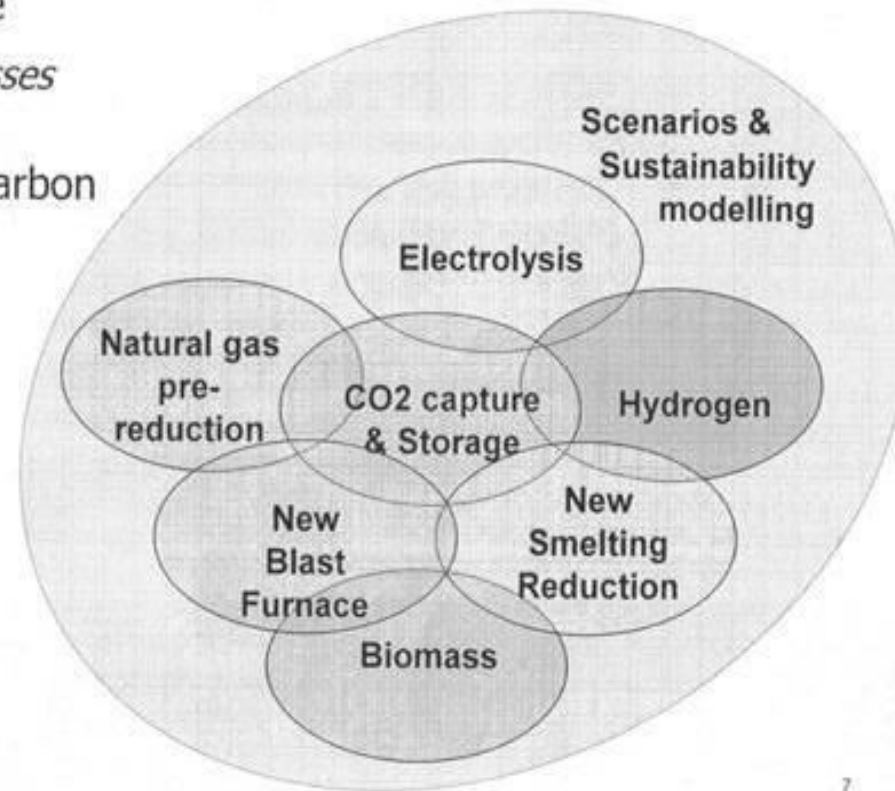 e
sses
arbon
Scenarios &
Sustainability
modelling
Electrolysis
Natural gas
pre-
reduction
CO2 capture
& Storage
Hydrogen
New
Blast
Furnace
New
Smelting
Reduction
Biomass
7